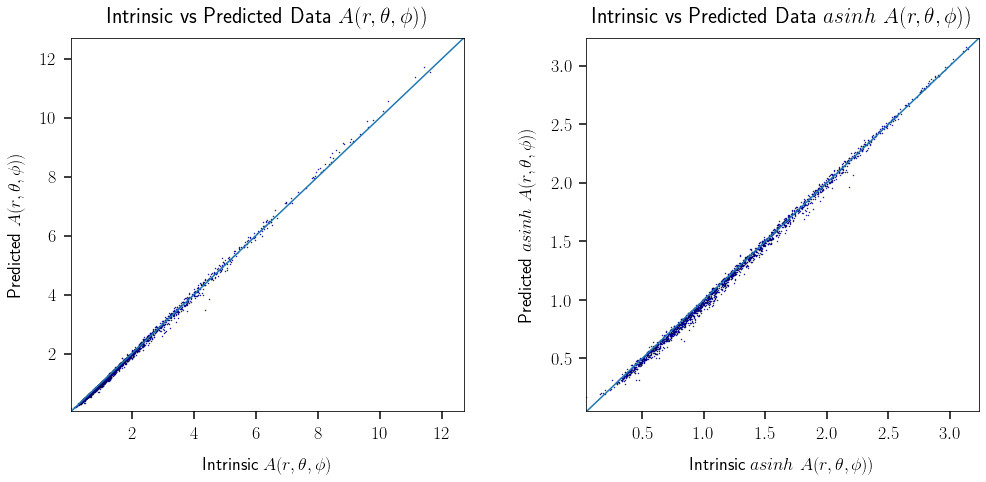 Intrinsic vs Predicted Data A(r, θ, ϕ))
Predicted A(r, θ, ϕ))
12
10
8
6
4
2
2 4 6 8 10 12
Intrinsic A(r, θ, ϕ)
Intrinsic vs Predicted Data asinh A(r, θ, ϕ))
Predicted asinh A(r, θ, ϕ))
3.0
2.5
2.0
1.5
1.0
0.5
0.5 1.0 1.5 2.0 2.5 3.0
Intrinsic asinh A(r, θ, ϕ))